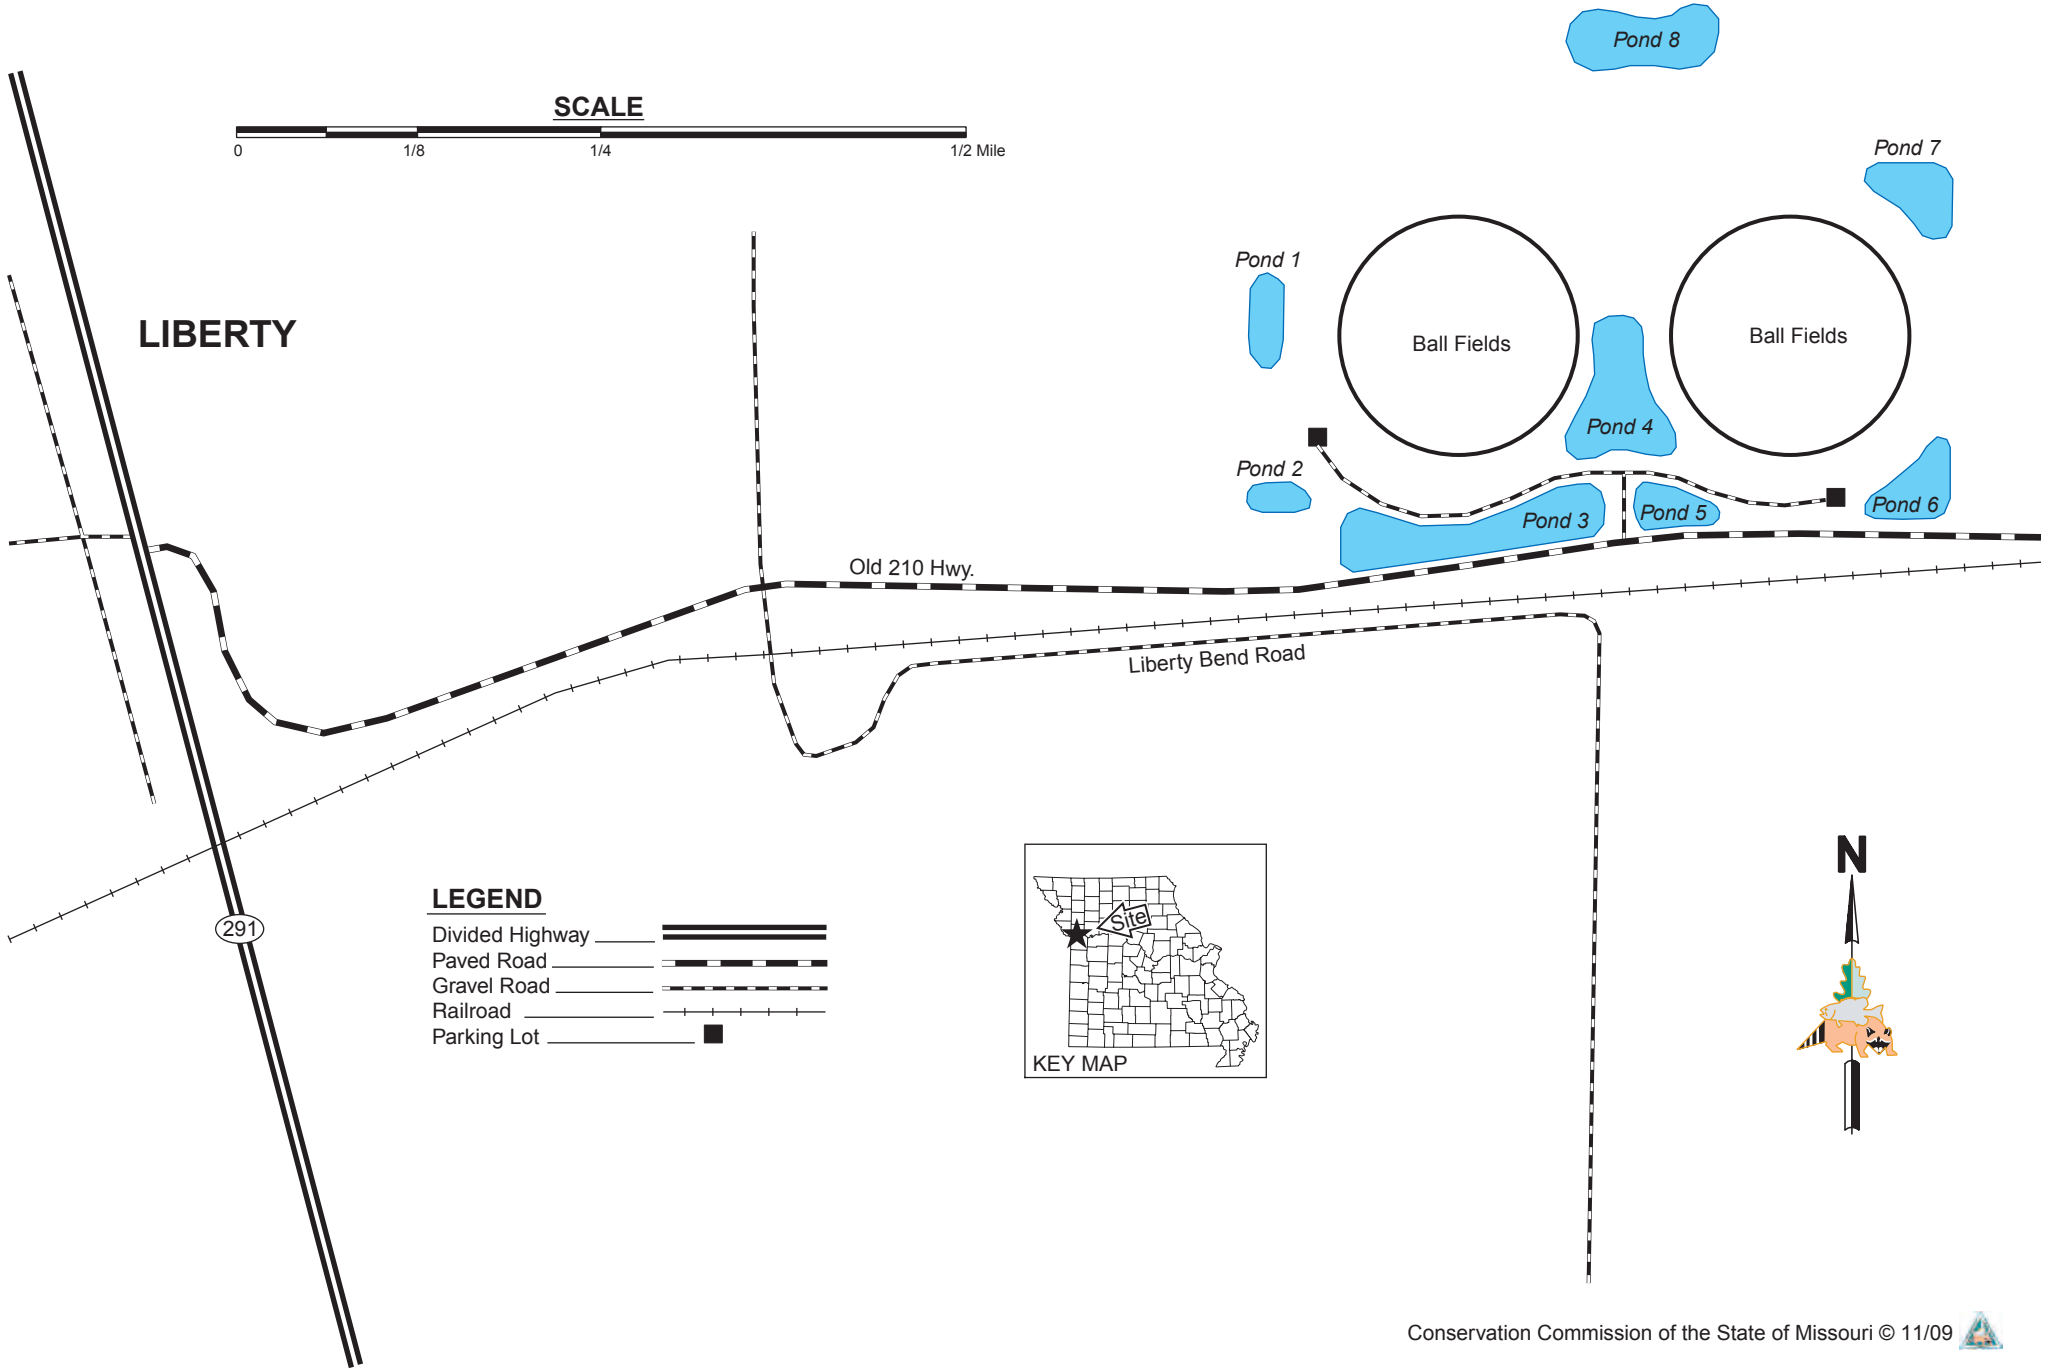 Pond 8
SCALE
0 1/8 1/4 1/2 Mile
Pond 7
Pond 1
LIBERTY
Ball Fields
Ball Fields
Pond 4
Pond 2
Pond 3
Pond 5
Pond 6
Old 210 Hwy.
Liberty Bend Road
N
291
LEGEND
Divided Highway
Paved Road
Gravel Road
Railroad
Parking Lot
Site
KEY MAP
Conservation Commission of the State of Missouri © 11/09